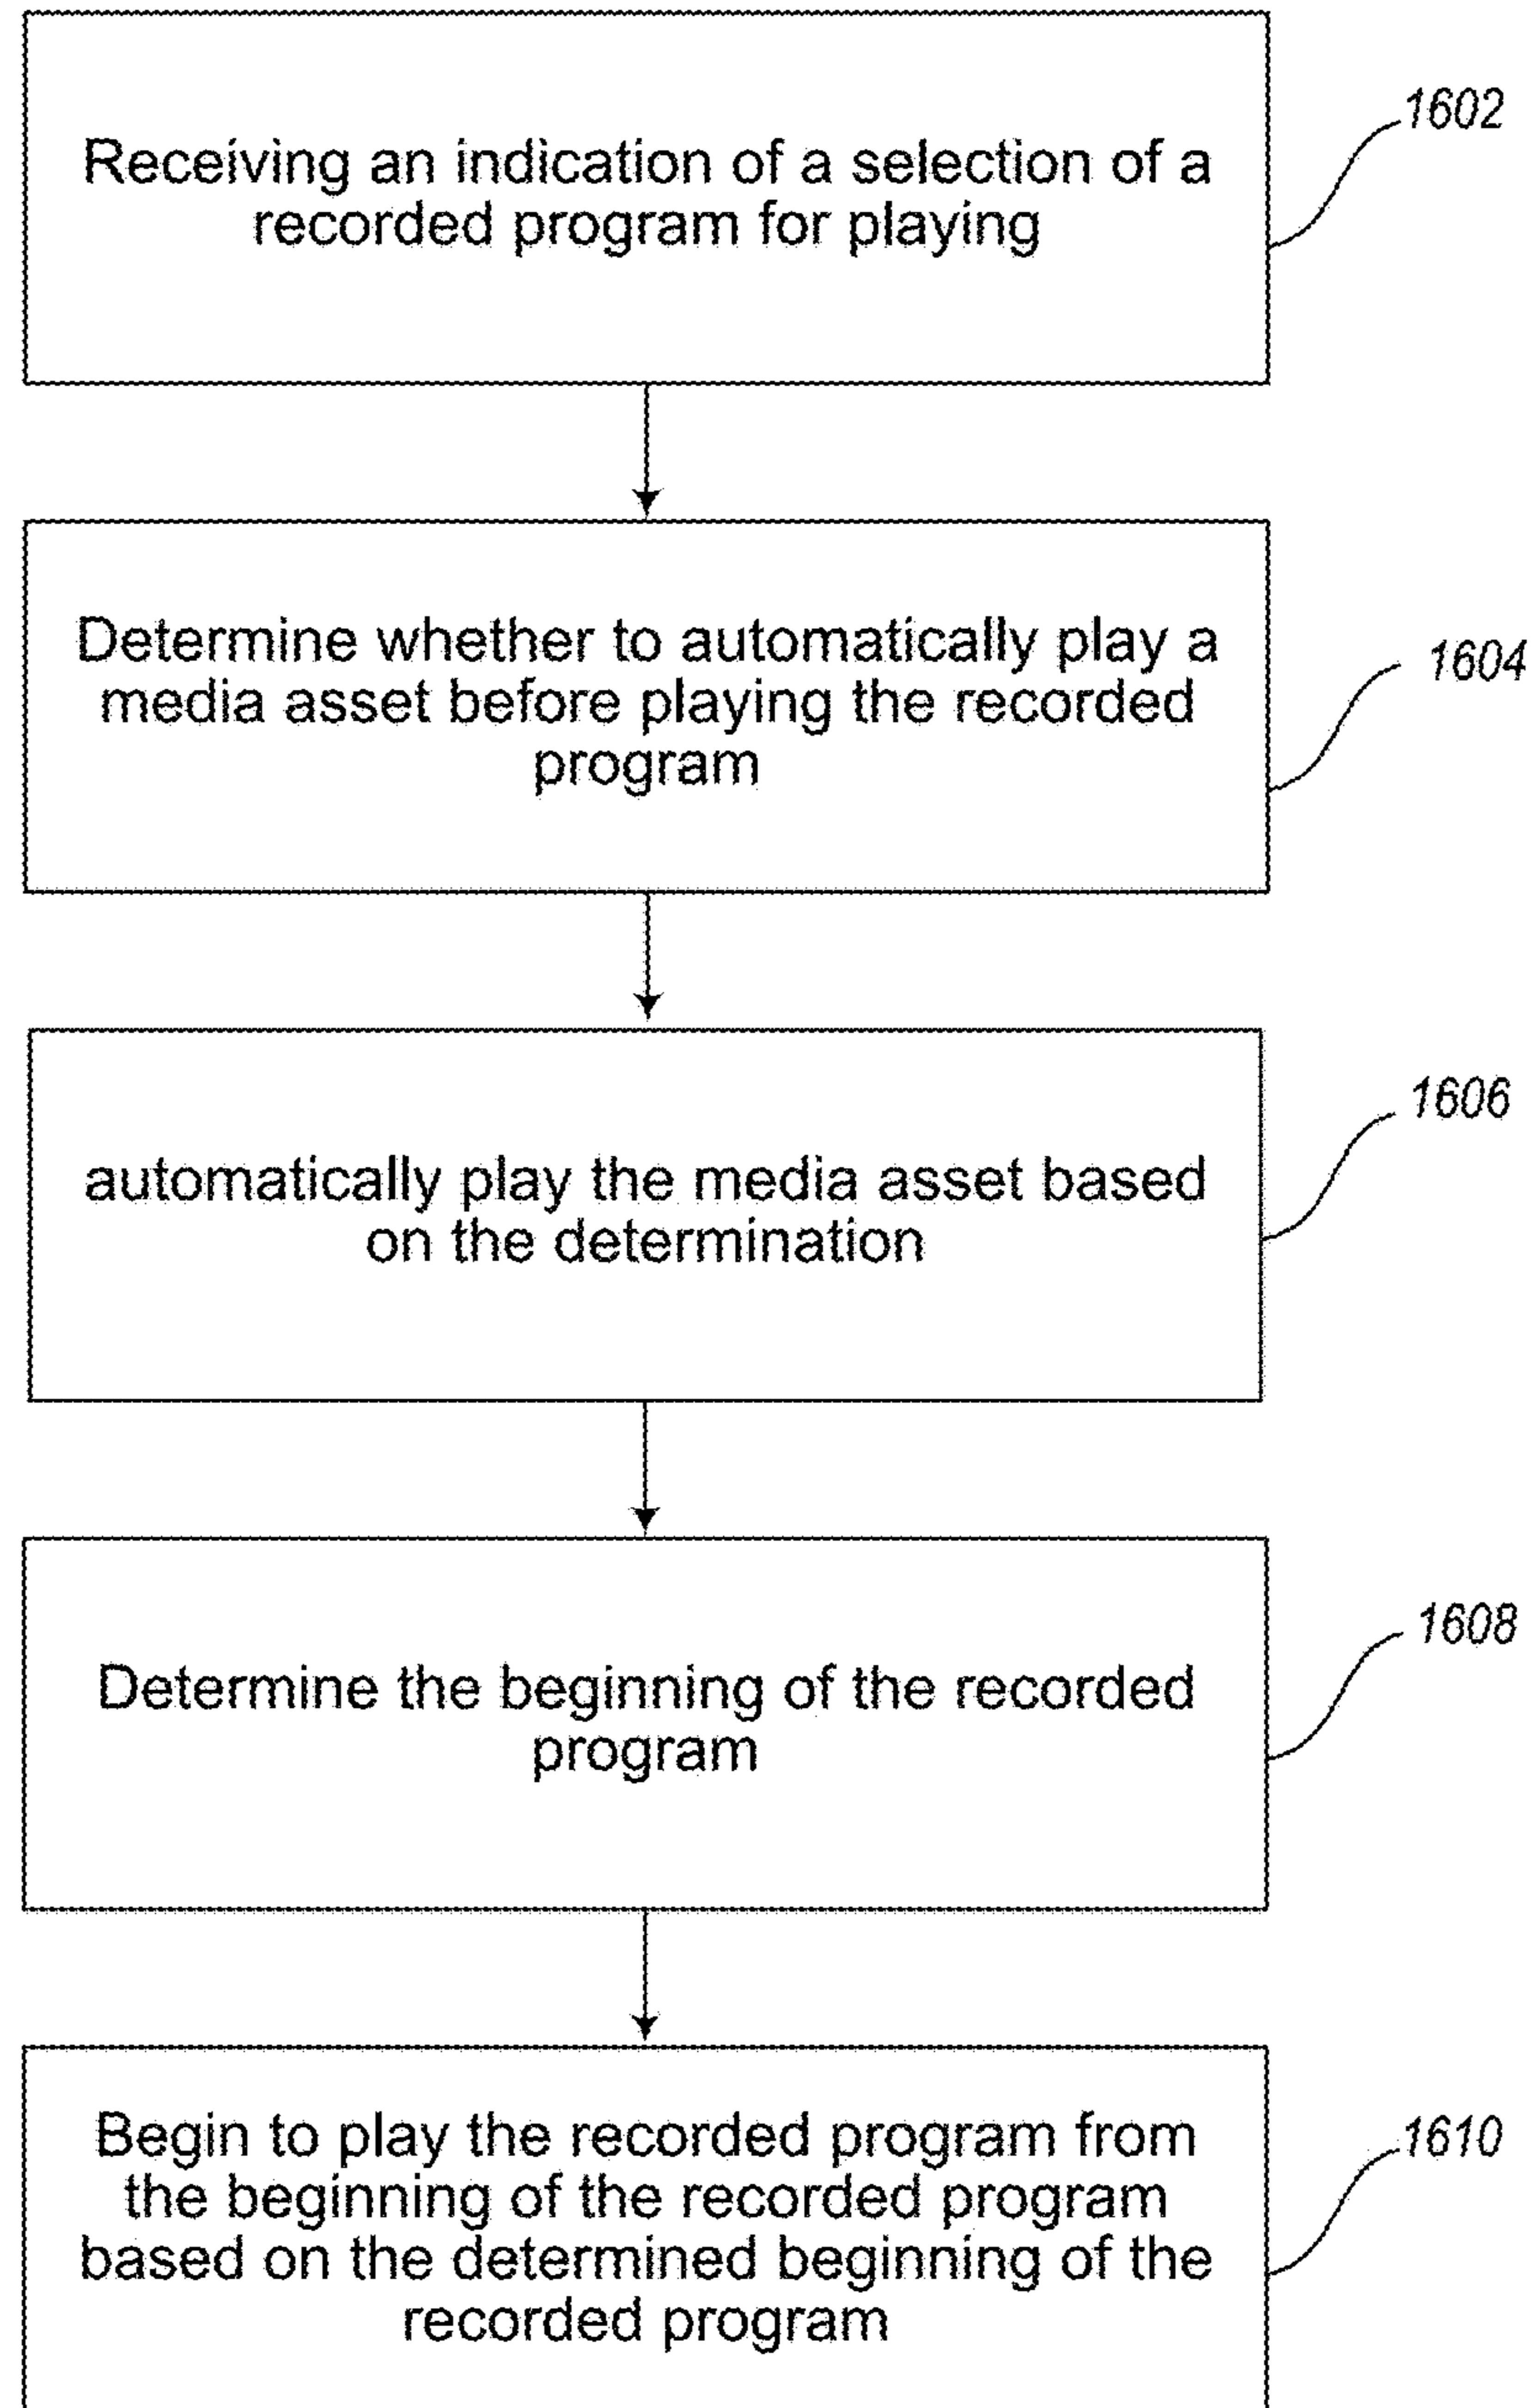 Receiving an indication of a selection of a
recorded program for playing
1602
Determine whether to automatically play a
media asset before playing the recorded
program
1604
automatically play the media asset based
on the determination
1606
Determine the beginning of the recorded
program
1608
Begin to play the recorded program from
the beginning of the recorded program
based on the determined beginning of the
recorded program
1610